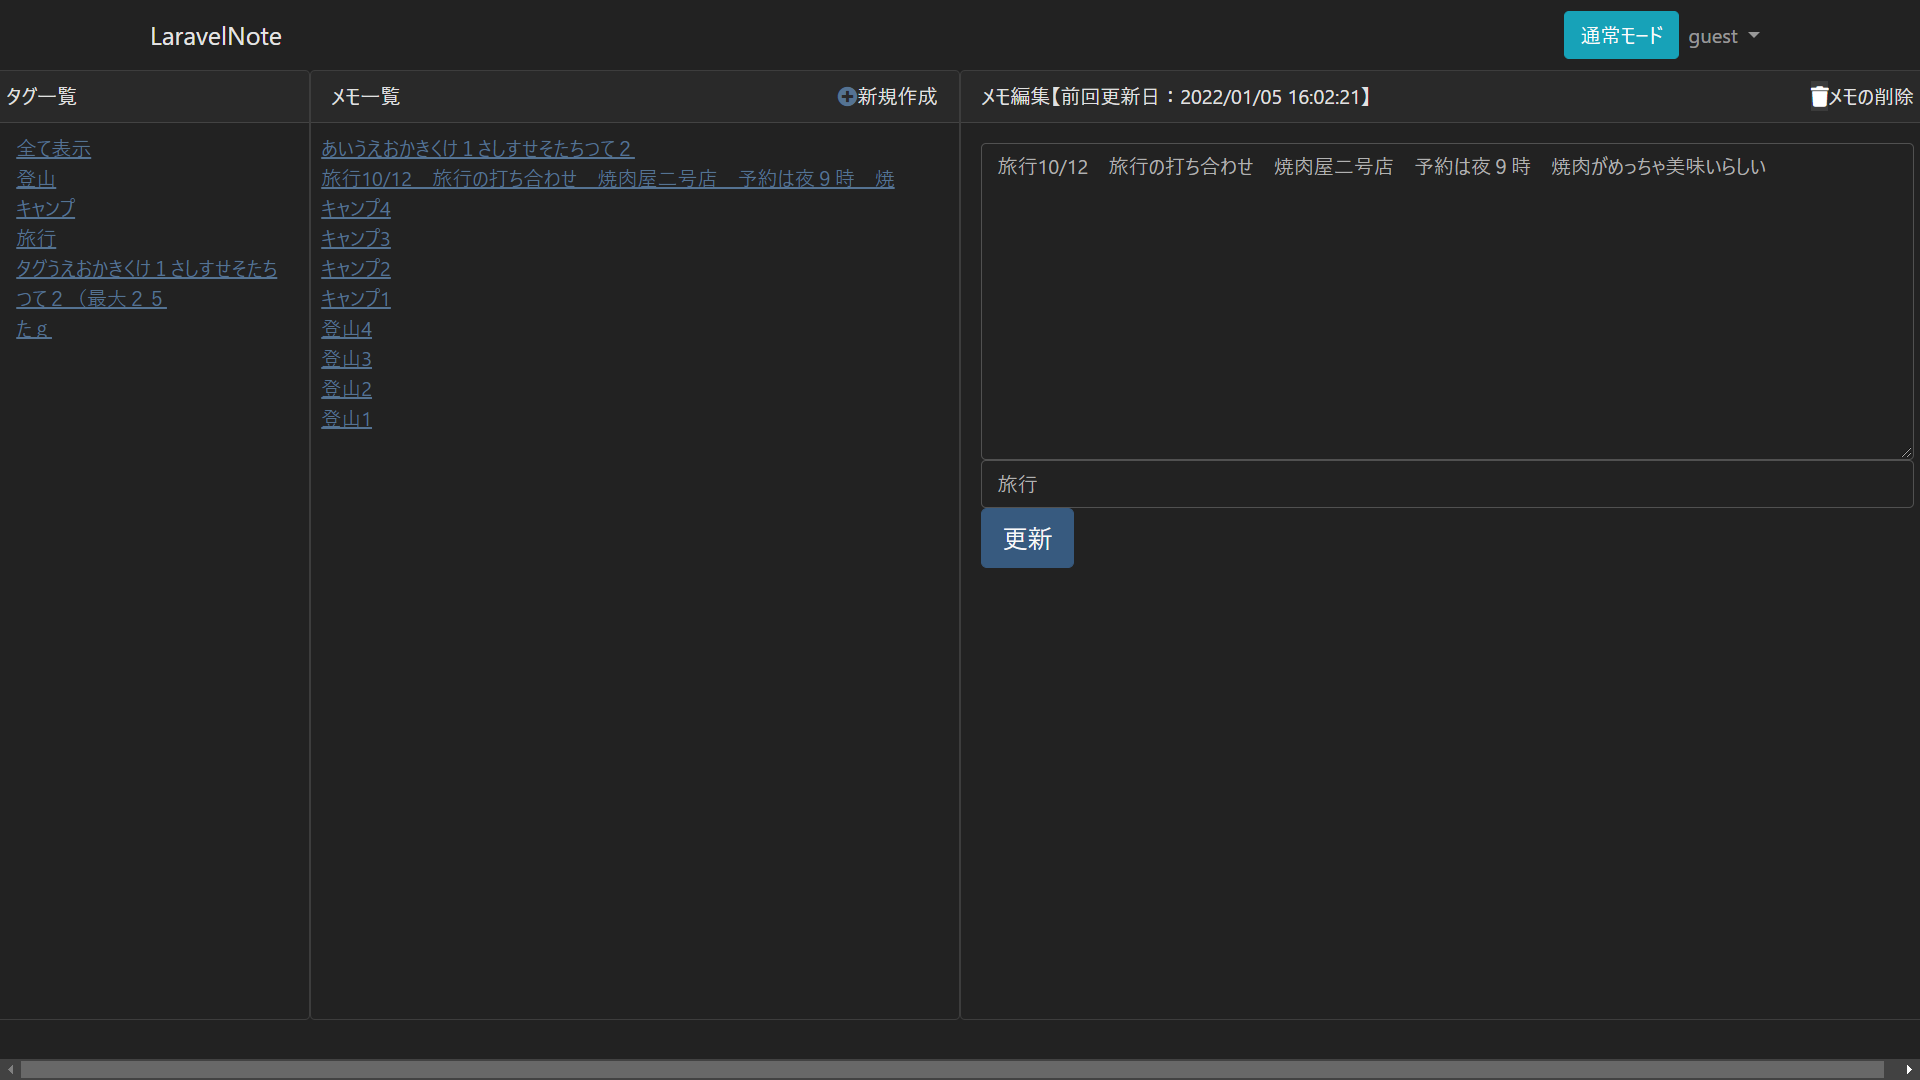 LaravelNote
通常モード guest
タグ一覧
全て表示
登山
キャンプ
旅行
タグうえおかきくけ１さしすせそたち
つて２（最大２５
たｇ
メモ一覧 新規作成
あいうえおかきくけ１さしすせそたちつて２
旅行10/12　旅行の打ち合わせ　焼肉屋二号店　予約は夜９時　焼
キャンプ4
キャンプ3
キャンプ2
キャンプ1
登山4
登山3
登山2
登山1
メモ編集【前回更新日：2022/01/05 16:02:21】 メモの削除
旅行10/12　旅行の打ち合わせ　焼肉屋二号店　予約は夜９時　焼肉がめっちゃ美味いらしい
旅行
更新